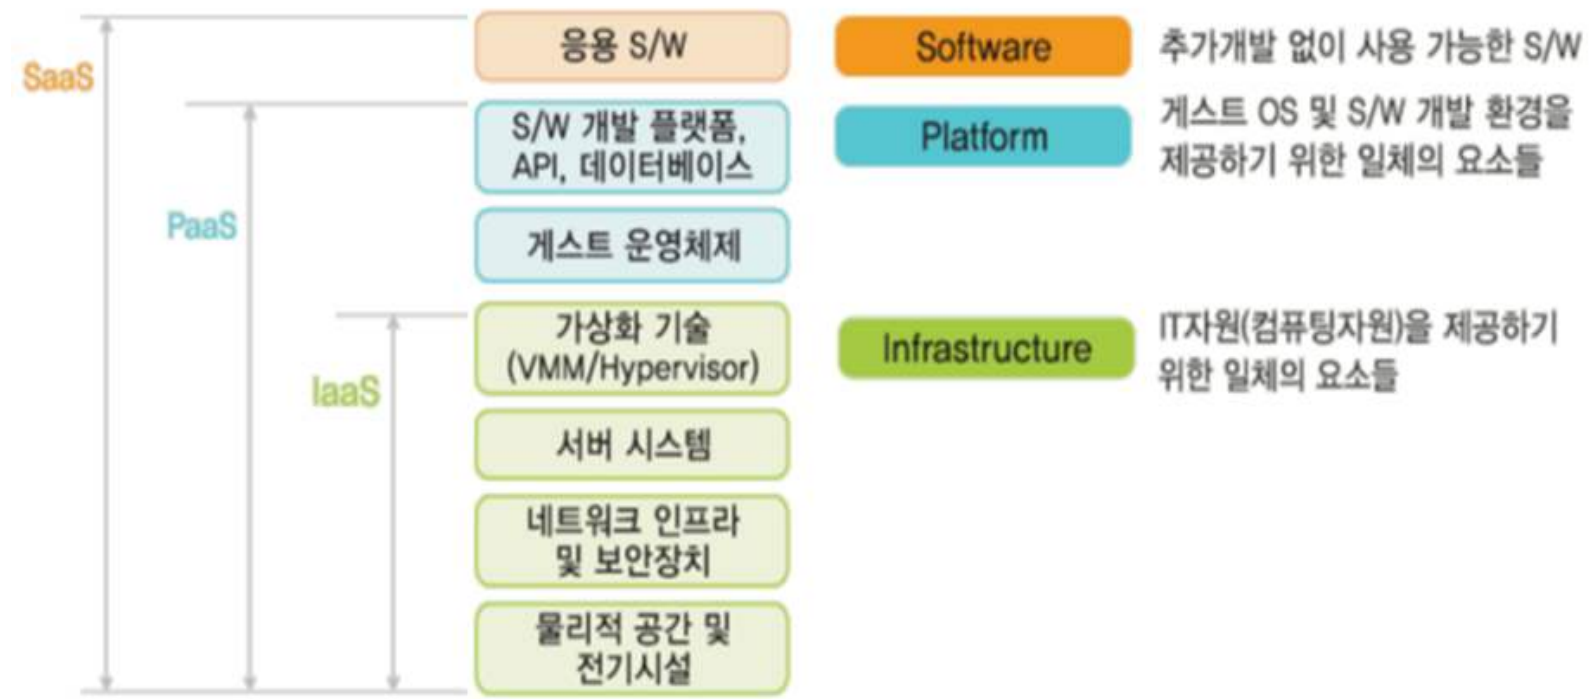 SaaS
응용 S/W
Software
추가개발 없이 사용 가능한 S/W
PaaS
S/W 개발 플랫폼,
API, 데이터베이스
Platform
게스트 OS 및 S/W 개발 환경을
제공하기 위한 일체의 요소들
게스트 운영체제
IaaS
가상화 기술
(VMM/Hypervisor)
Infrastructure
IT자원(컴퓨팅자원)을 제공하기
위한 일체의 요소들
서버 시스템
네트워크 인프라
및 보안장치
물리적 공간 및
전기시설